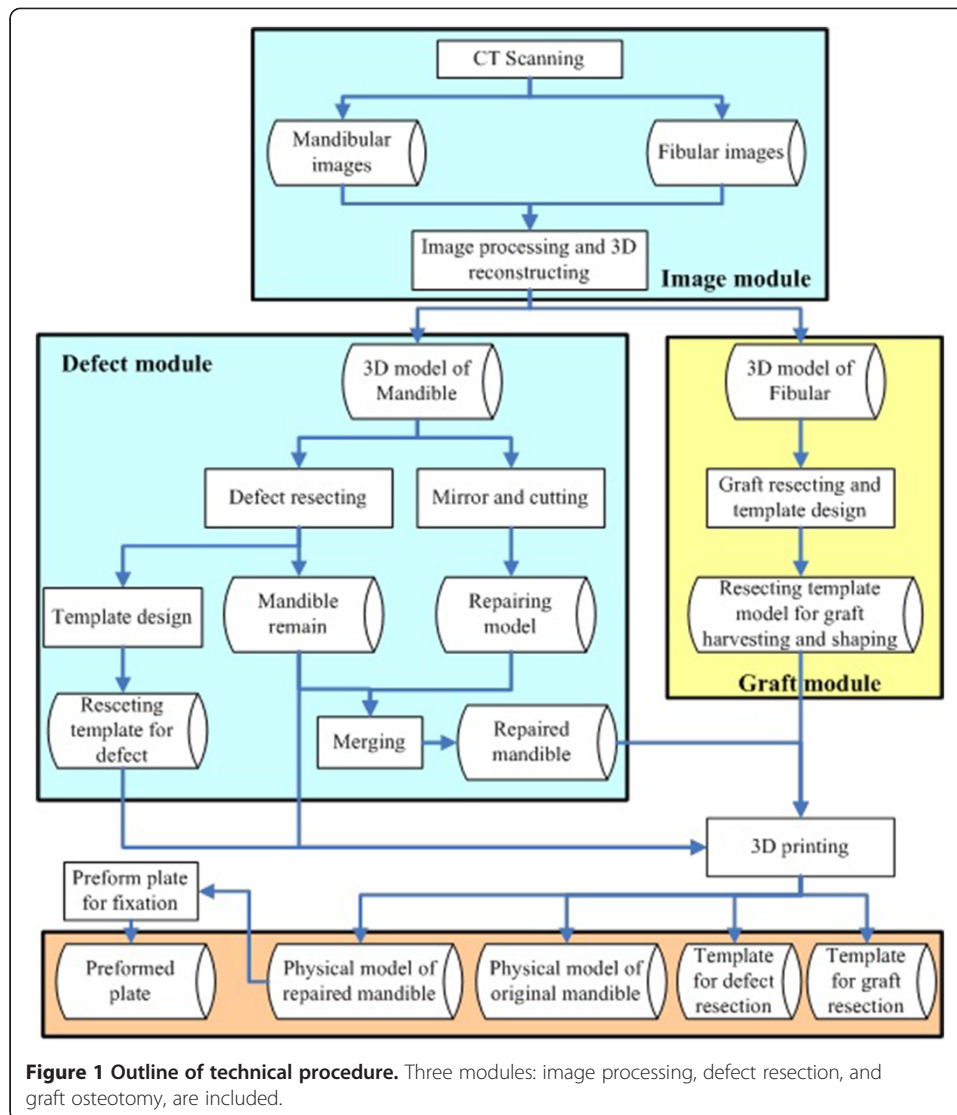 CT Scanning
Mandibular
images
Fibular images
Image processing and 3D
reconstructing
Image module
Defect module
3D model of
Mandible
3D model of
Fibular
Defect resecting
Mirror and cutting
Graft resecting and
template design
Template design
Mandible
remain
Repairing
model
Resecting template
model for graft
harvesting and shaping
Graft module
Resceting
template for
defect
Merging
Repaired
mandible
3D printing
Preform plate
for fixation
Preformed
plate
Physical model of
repaired mandible
Physical model of
original mandible
Template
for defect
resection
Template
for graft
resection
Figure 1 Outline of technical procedure. Three modules: image processing, defect resection, and
graft osteotomy, are included.